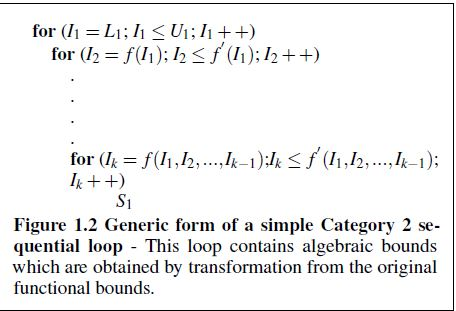 for (I₁ = L₁; I₁ ≤ U₁; I₁ ++)
for (I₂ = f(I₁); I₂ ≤ f′(I₁); I₂ ++)
.
.
.
.
for (Iₖ = f(I₁,I₂,...,Iₖ₋₁);Iₖ ≤ f′(I₁,I₂,...,Iₖ₋₁);
Iₖ ++)
S₁
Figure 1.2 Generic form of a simple Category 2 se-
quential loop - This loop contains algebraic bounds
which are obtained by transformation from the original
functional bounds.